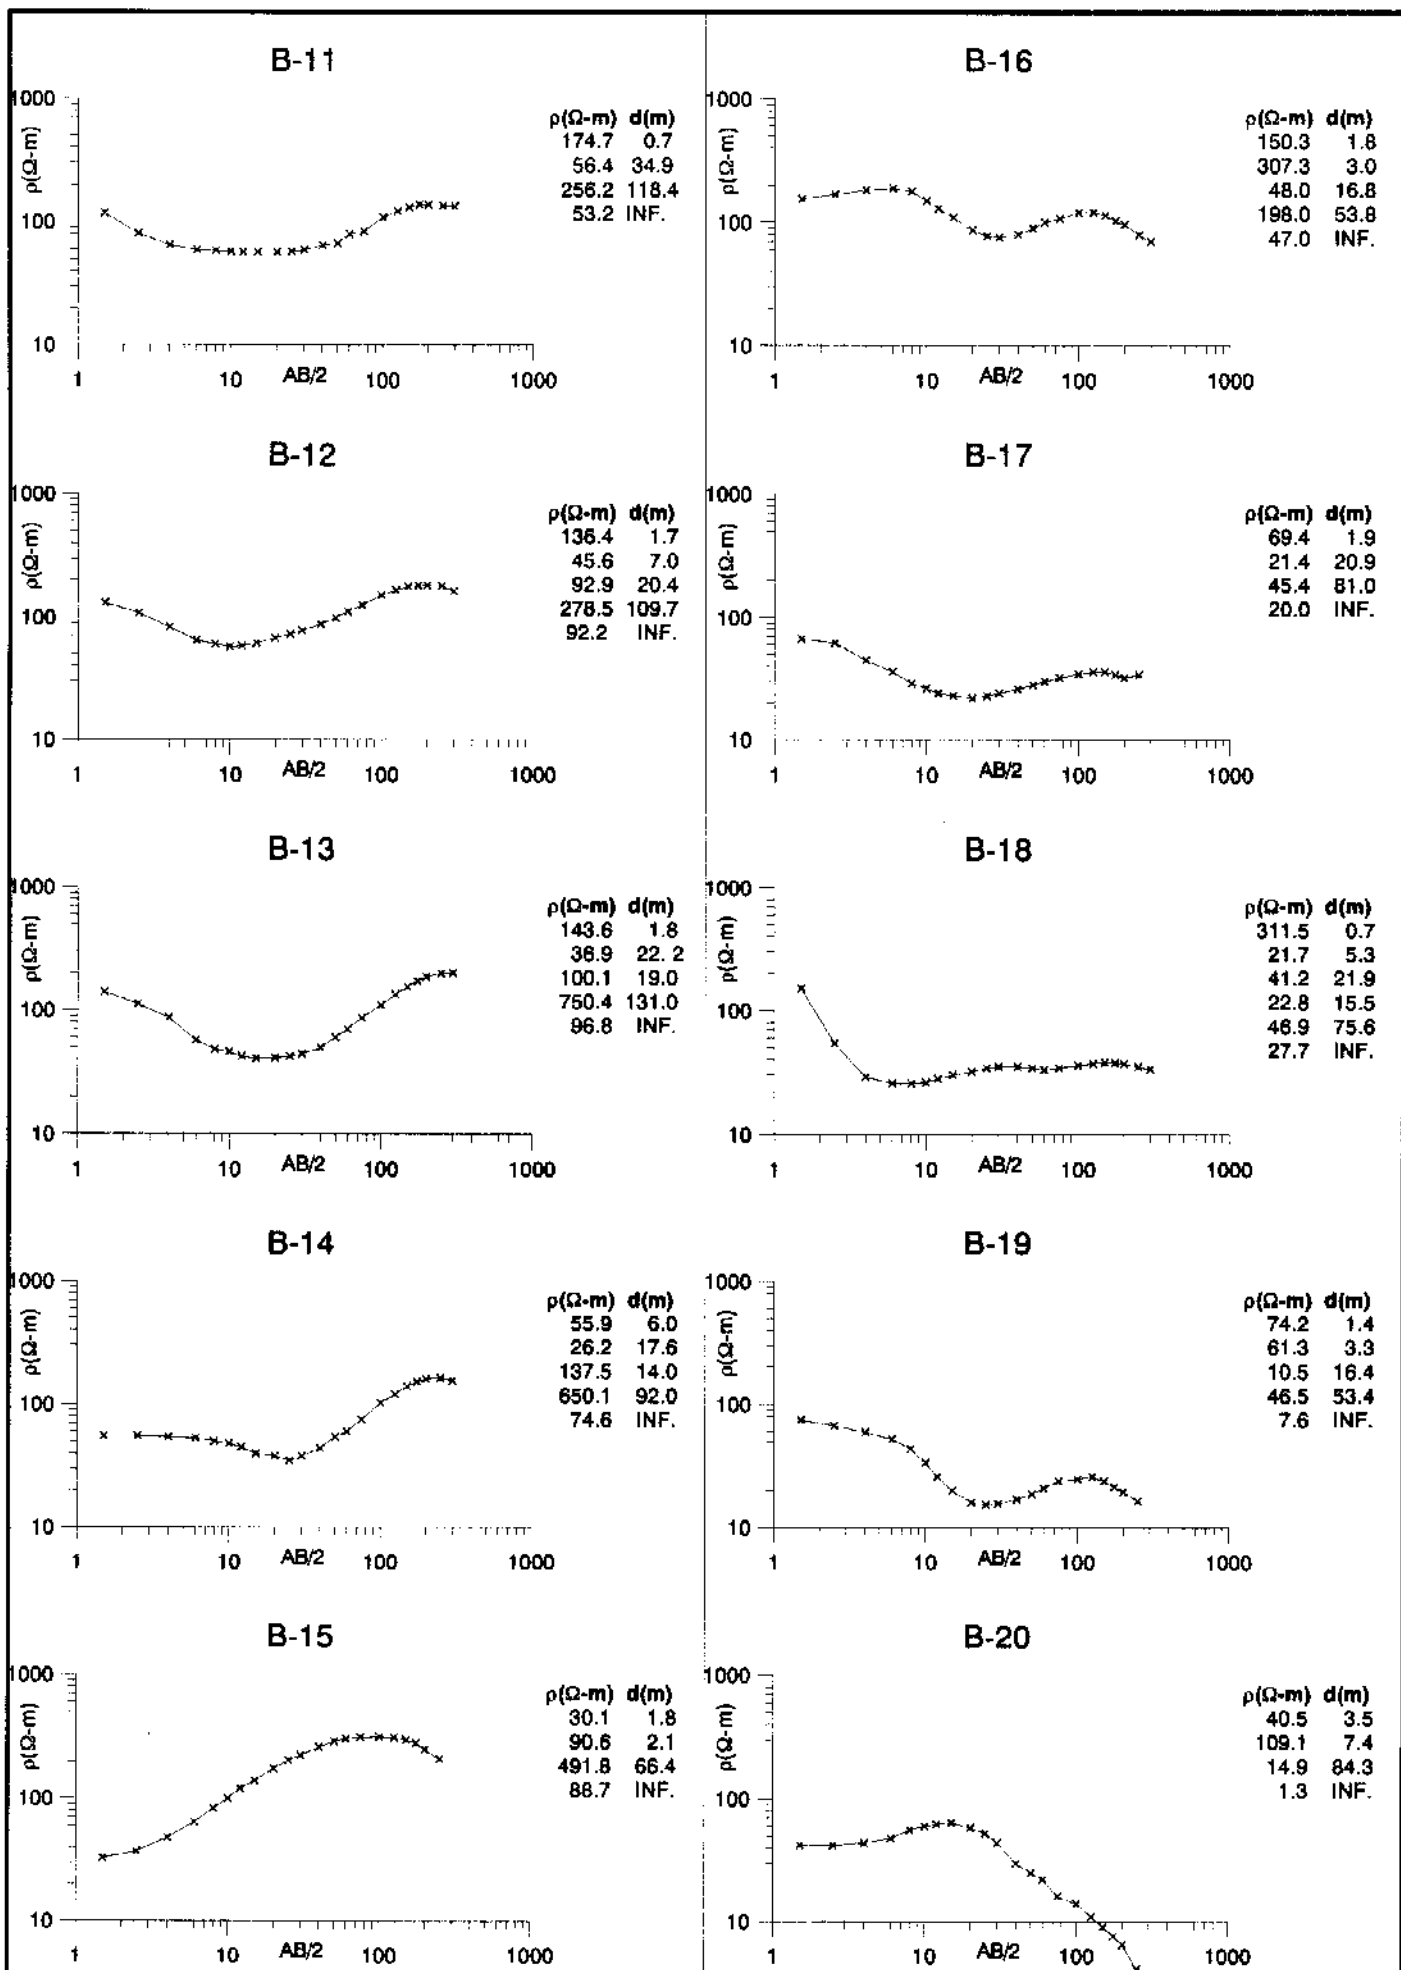 B-11
1000
100
10
ρ(Ω-m)
1 10 100 1000
AB/2
ρ(Ω-m) d(m)
174.7 0.7
56.4 34.9
256.2 118.4
53.2 INF.
B-12
1000
100
10
ρ(Ω-m)
1 10 100 1000
AB/2
ρ(Ω-m) d(m)
136.4 1.7
45.6 7.0
92.9 20.4
278.5 109.7
92.2 INF.
B-13
1000
100
10
ρ(Ω-m)
1 10 100 1000
AB/2
ρ(Ω-m) d(m)
143.6 1.8
36.9 22.2
100.1 19.0
750.4 131.0
96.8 INF.
B-14
1000
100
10
ρ(Ω-m)
1 10 100 1000
AB/2
ρ(Ω-m) d(m)
55.9 6.0
26.2 17.6
137.5 14.0
650.1 92.0
74.6 INF.
B-15
1000
100
10
ρ(Ω-m)
1 10 100 1000
AB/2
ρ(Ω-m) d(m)
30.1 1.8
90.6 2.1
491.8 66.4
88.7 INF.
B-16
1000
100
10
ρ(Ω-m)
1 10 100 1000
AB/2
ρ(Ω-m) d(m)
150.3 1.8
307.3 3.0
48.0 16.8
198.0 53.8
47.0 INF.
B-17
1000
100
10
ρ(Ω-m)
1 10 100 1000
AB/2
ρ(Ω-m) d(m)
69.4 1.9
21.4 20.9
45.4 81.0
20.0 INF.
B-18
1000
100
10
ρ(Ω-m)
1 10 100 1000
AB/2
ρ(Ω-m) d(m)
311.5 0.7
21.7 5.3
41.2 21.9
22.8 15.5
46.9 75.6
27.7 INF.
B-19
1000
100
10
ρ(Ω-m)
1 10 100 1000
AB/2
ρ(Ω-m) d(m)
74.2 1.4
61.3 3.3
10.5 16.4
46.5 53.4
7.6 INF.
B-20
1000
100
10
ρ(Ω-m)
1 10 100 1000
AB/2
ρ(Ω-m) d(m)
40.5 3.5
109.1 7.4
14.9 84.3
1.3 INF.